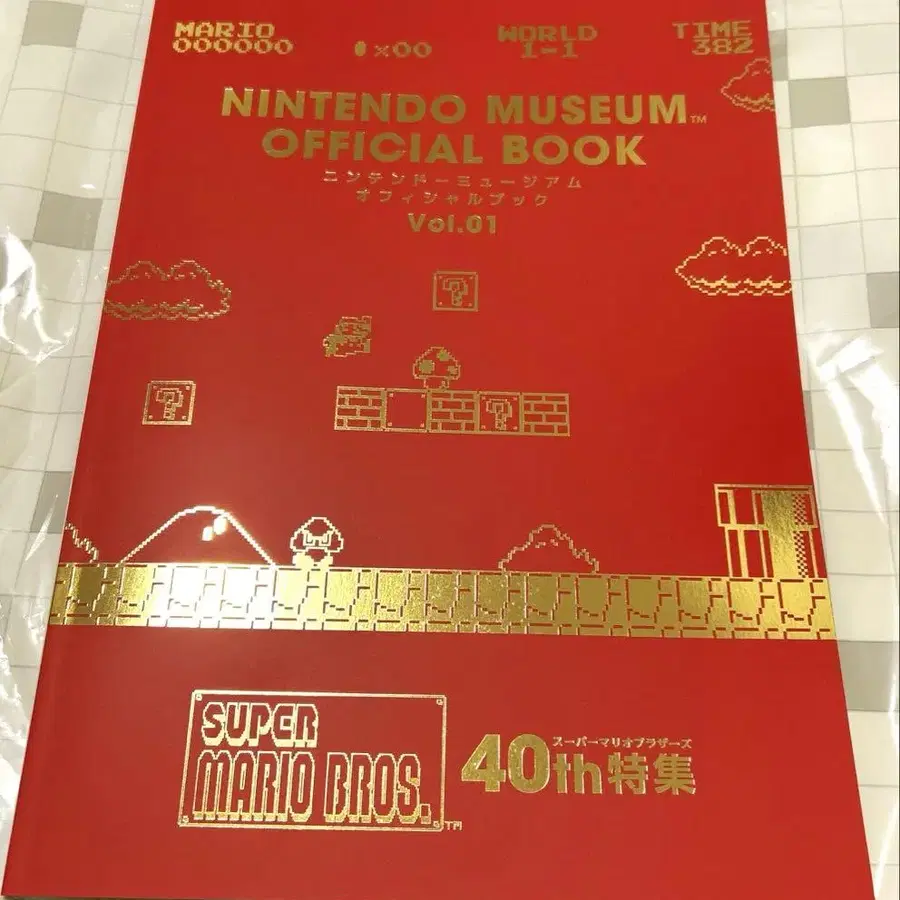 MARIO
000000 0×00 WORLD
1-1 TIME
382
NINTENDO MUSEUM™
OFFICIAL BOOK
ニンテンドーミュージアム
オフィシャルブック
Vol.01
?
?
?
SUPER
MARIO BROS.™
スーパーマリオブラザーズ
40th特集